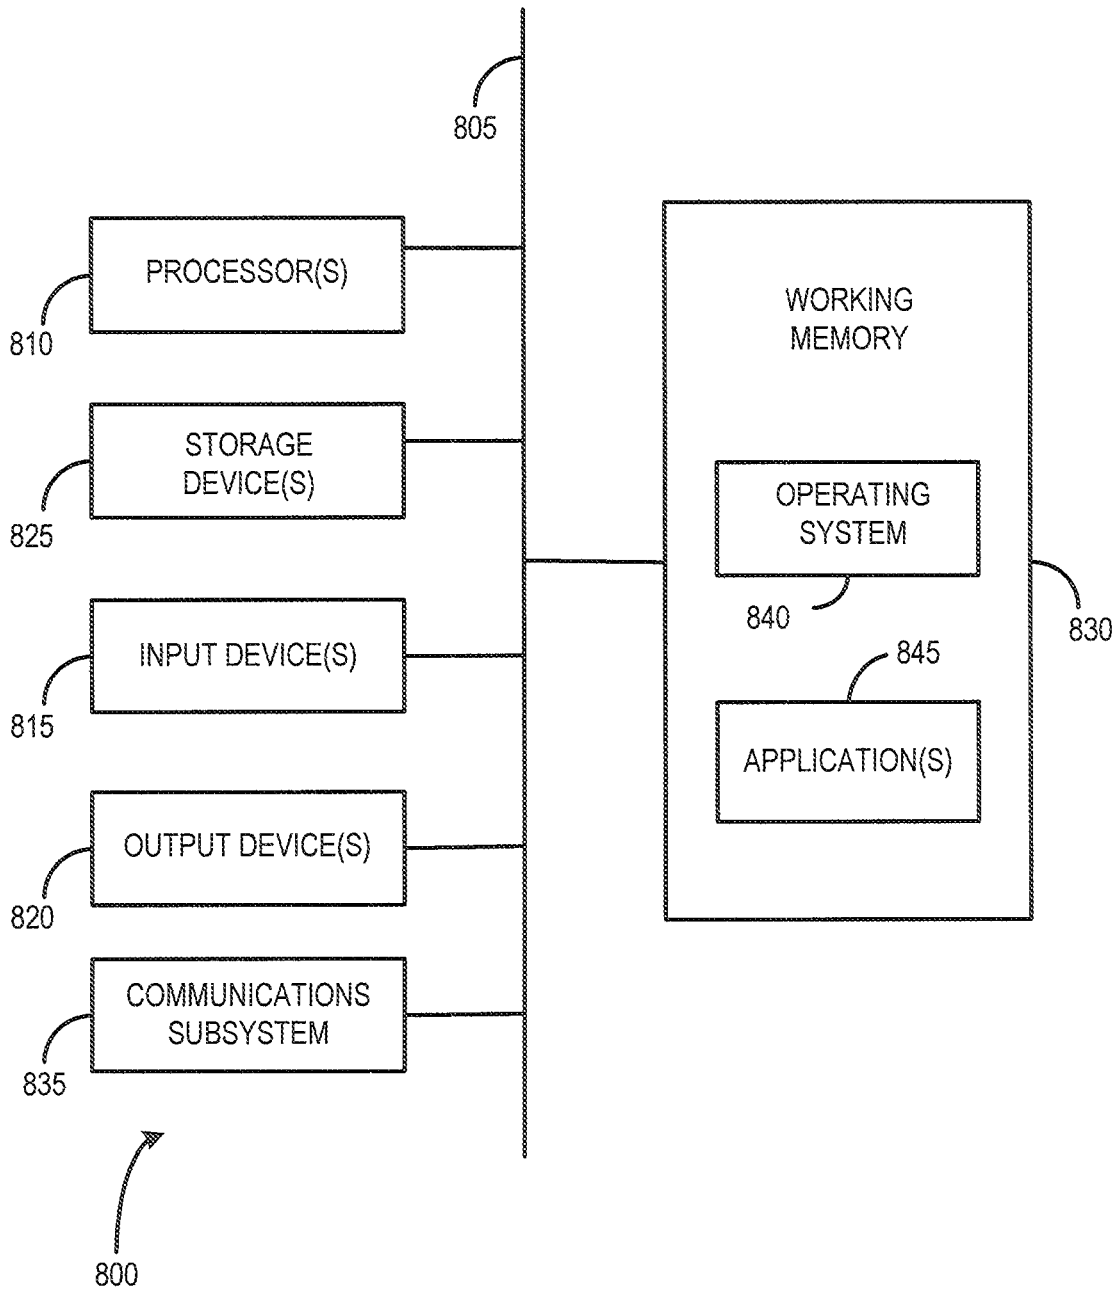 805
PROCESSOR(S)
810
STORAGE
DEVICE(S)
825
INPUT DEVICE(S)
815
OUTPUT DEVICE(S)
820
COMMUNICATIONS
SUBSYSTEM
835
800
WORKING
MEMORY
OPERATING
SYSTEM
840
830
845
APPLICATION(S)